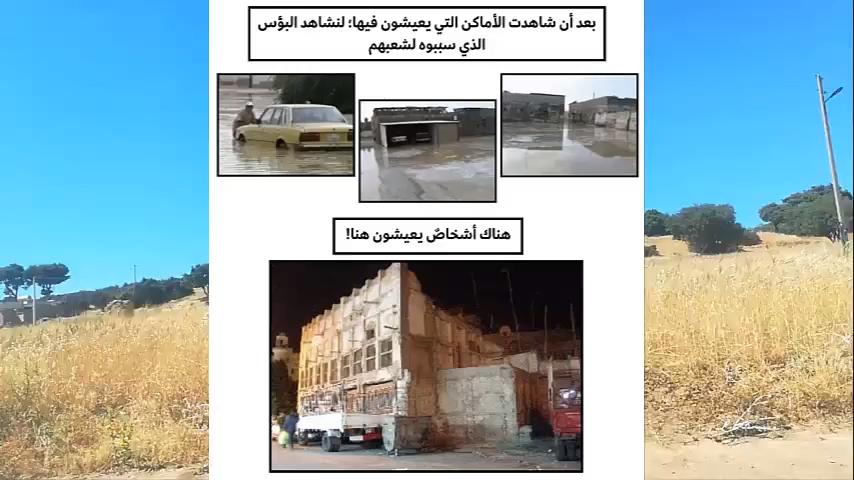 بعد أن شاهدت الأماكن التي يعيشون فيها؛ لنشاهد البؤس
الذي سببوه لشعبهم
هناك أشخاصٌ يعيشون هنا!